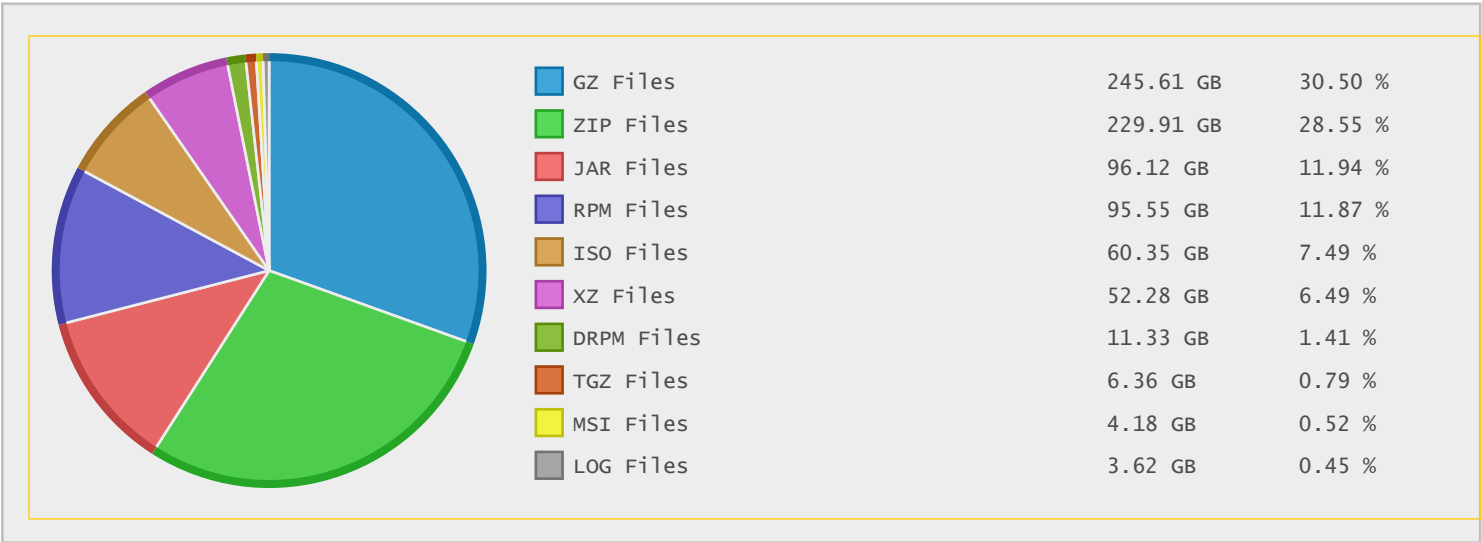 GZ Files 245.61 GB 30.50 %
ZIP Files 229.91 GB 28.55 %
JAR Files 96.12 GB 11.94 %
RPM Files 95.55 GB 11.87 %
ISO Files 60.35 GB 7.49 %
XZ Files 52.28 GB 6.49 %
DRPM Files 11.33 GB 1.41 %
TGZ Files 6.36 GB 0.79 %
MSI Files 4.18 GB 0.52 %
LOG Files 3.62 GB 0.45 %